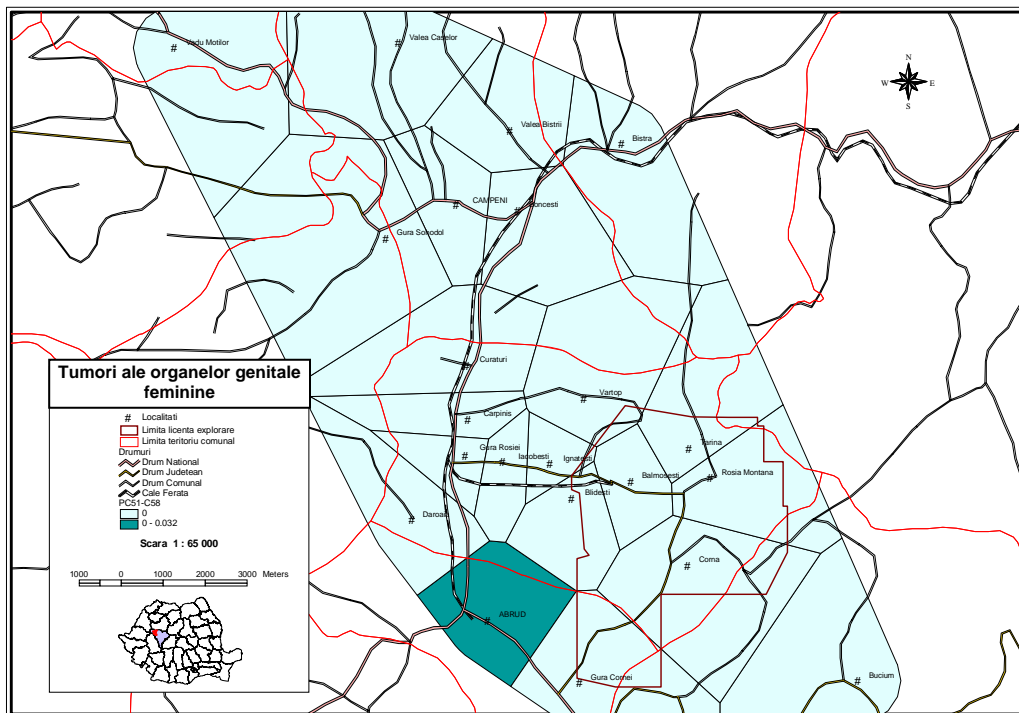 Vadu Motilor
Valea Caselor
N
W E
S
Valea Bistrii
Bistra
CAMPENI
Gura Sohodol
Curaturi
Tumori ale organelor genitale
feminine
# Localitati
Limita licenta explorare
Limita teritoriu comunal
Drumuri
Drum National
Drum Judetean
Drum Comunal
Cale Ferata
PC51-C58
0
0 - 0.032
Scara 1 : 65 000
1000 0 1000 2000 3000 Meters
Vartop
Carpinis
Gura Rosiei
Iacobesti
Ignatesti
Tarina
Balmosesti
Rosia Montana
Blidesti
Daroaia
Corna
ABRUD
Gura Cornei
Bucium